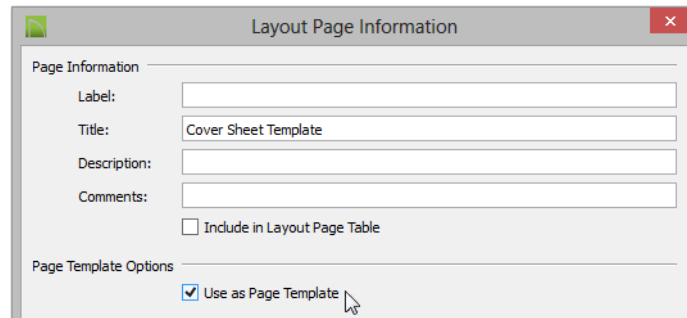 Layout Page Information
Page Information
Label:
Title: Cover Sheet Template
Description:
Comments:
Include in Layout Page Table
Page Template Options
Use as Page Template